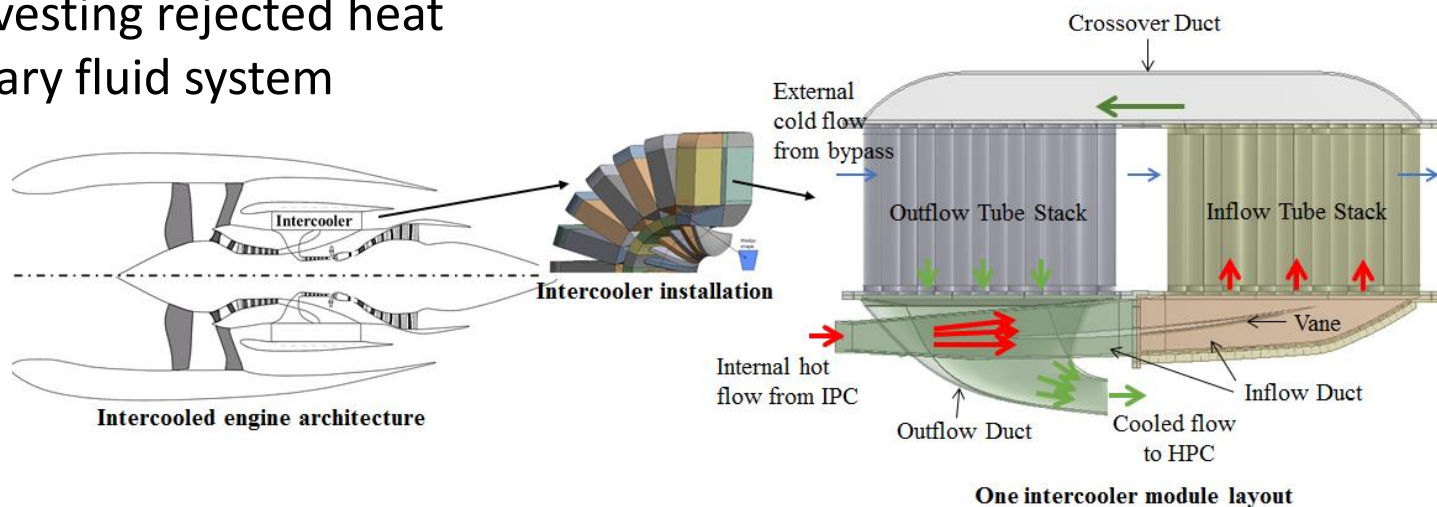 vesting rejected heat
ary fluid system
Intercooler
Intercooled engine architecture
Intercooler installation
Crossover Duct
External
cold flow
from bypass
Outflow Tube Stack
Inflow Tube Stack
Vane
Internal hot
flow from IPC
Inflow Duct
Outflow Duct
Cooled flow
to HPC
One intercooler module layout